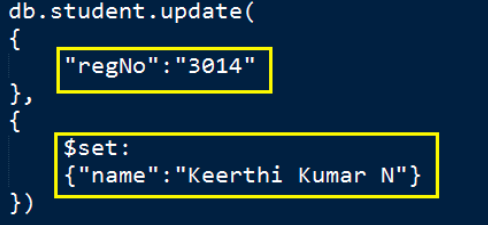 db.student.update(
{
"regNo":"3014"
},
{
$set:
{"name":"Keerthi Kumar N"}
})